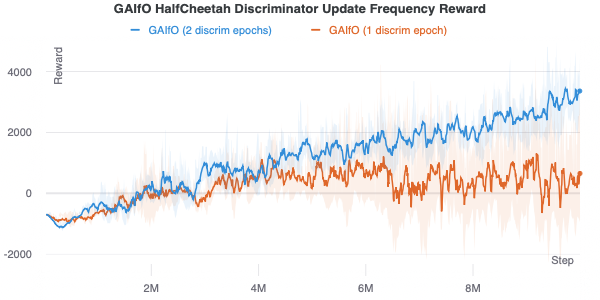 GAIfO HalfCheetah Discriminator Update Frequency Reward
GAIfO (2 discrim epochs) GAIfO (1 discrim epoch)
Reward
4000
2000
0
-2000
Step
2M 4M 6M 8M